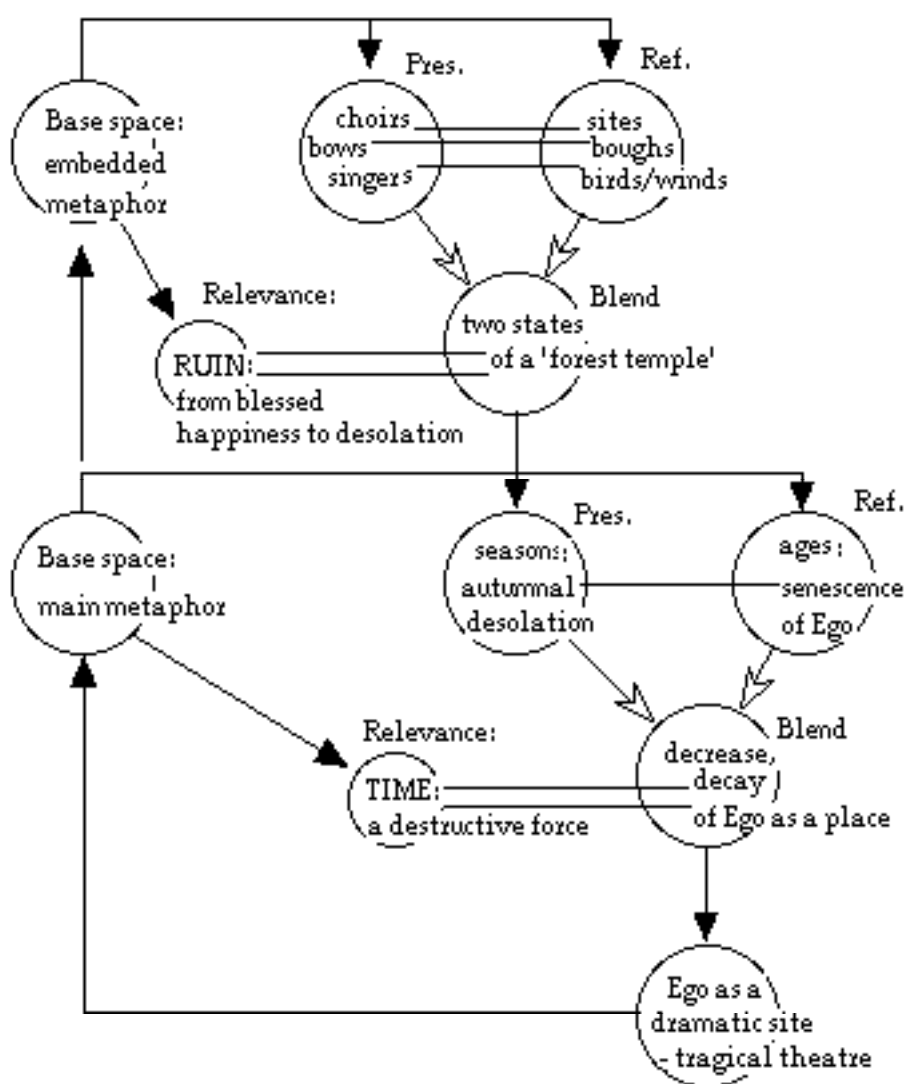 Pres.
Ref.
Base space:
embedded
metaphor
choirs
bows
singers
sites
boughs
birds/winds
Relevance:
RUIN:
from blessed
happiness to desolation
Blend
two states
of a 'forest temple'
Base space:
main metaphor
Pres.
seasons:
autumnal
desolation
Ref.
ages:
senescence
of Ego
Relevance:
TIME:
a destructive force
Blend
decrease,
decay
of Ego as a place
Ego as a
dramatic site
- tragical theatre